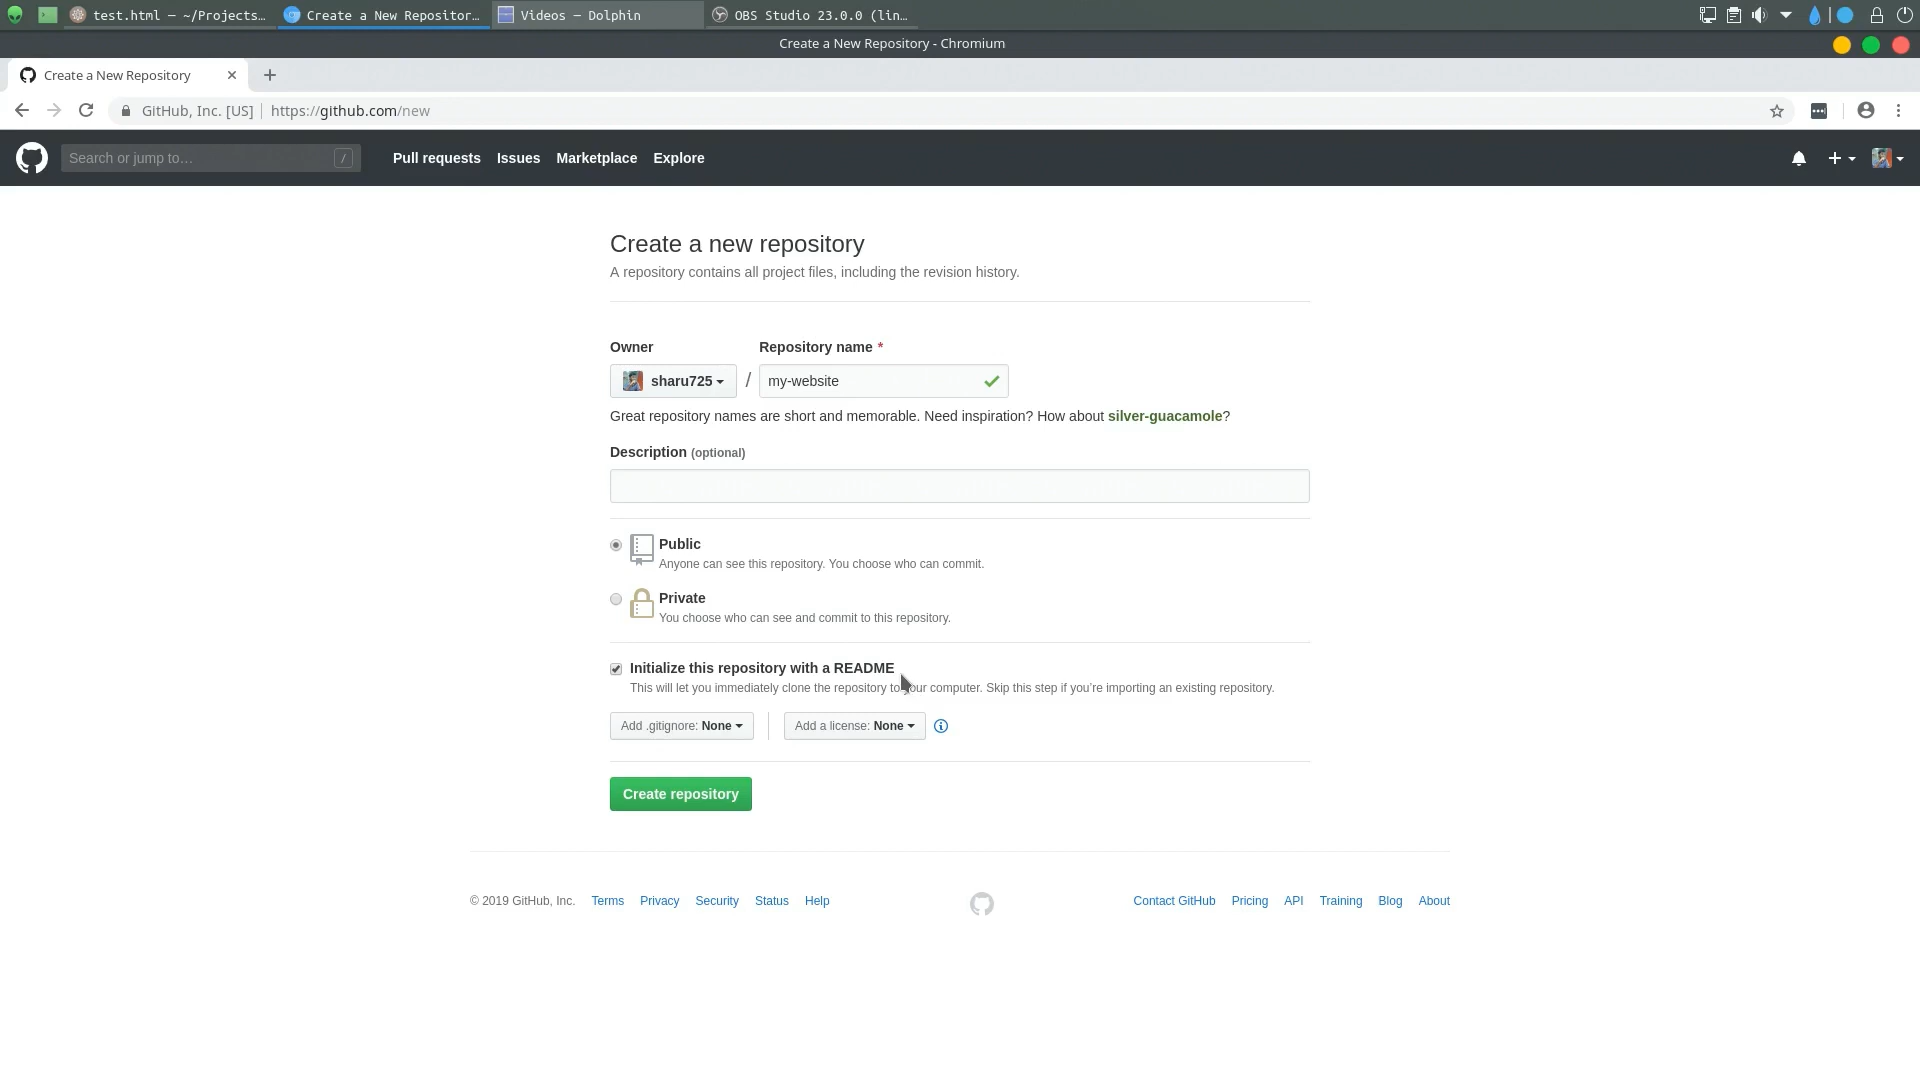 test.html — ~/Projects…
Create a New Repositor…
Videos — Dolphin
OBS Studio 23.0.0 (lin…
Create a New Repository - Chromium
Create a New Repository
GitHub, Inc. [US]
https://github.com/new
Search or jump to…
/
Pull requests
Issues
Marketplace
Explore
Create a new repository
A repository contains all project files, including the revision history.
Owner
Repository name *
sharu725
/
my-website
Great repository names are short and memorable. Need inspiration? How about silver-guacamole?
Description (optional)
Public
Anyone can see this repository. You choose who can commit.
Private
You choose who can see and commit to this repository.
Initialize this repository with a README
This will let you immediately clone the repository to your computer. Skip this step if you're importing an existing repository.
Add .gitignore: None
Add a license: None
Create repository
© 2019 GitHub, Inc.
Terms
Privacy
Security
Status
Help
Contact GitHub
Pricing
API
Training
Blog
About